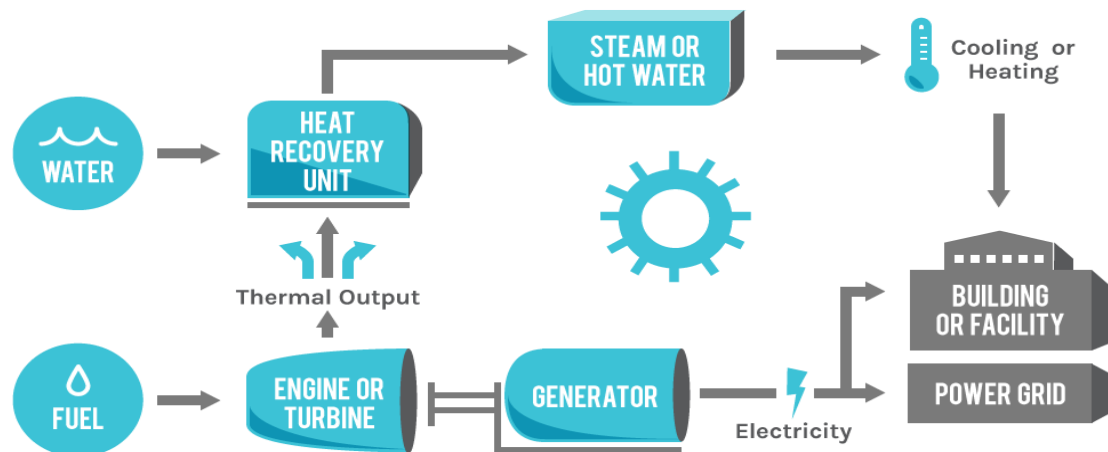 STEAM OR
HOT WATER
Cooling or
Heating
HEAT
RECOVERY
UNIT
WATER
Thermal Output
BUILDING
OR FACILITY
ENGINE OR
TURBINE
GENERATOR
POWER GRID
FUEL
Electricity